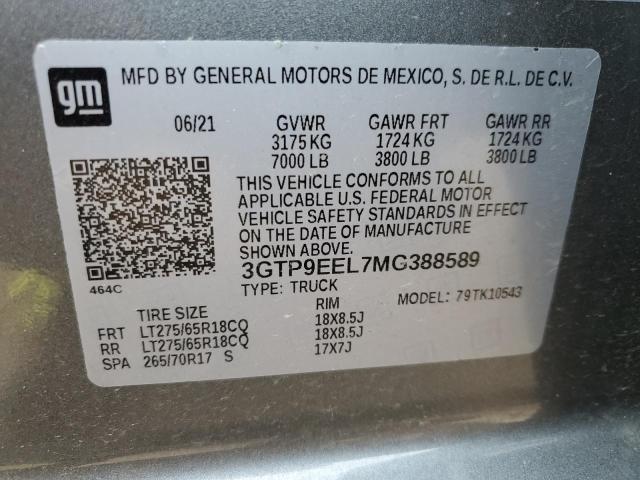 gm
MFD BY GENERAL MOTORS DE MEXICO, S. DE R.L. DE C.V.
06/21 GVWR GAWR FRT GAWR RR
3175 KG 1724 KG 1724 KG
7000 LB 3800 LB 3800 LB
THIS VEHICLE CONFORMS TO ALL
APPLICABLE U.S. FEDERAL MOTOR
VEHICLE SAFETY STANDARDS IN EFFECT
ON THE DATE OF MANUFACTURE
SHOWN ABOVE.
464C
3GTP9EEL7MG388589
TYPE: TRUCK MODEL: 79TK10543
TIRE SIZE RIM
FRT LT275/65R18CQ 18X8.5J
RR LT275/65R18CQ 18X8.5J
SPA 265/70R17 S 17X7J